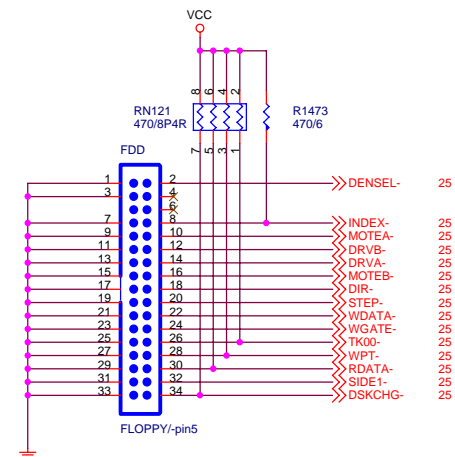 VCC
8 6 4 2
RN121
470/8P4R
R1473
470/6
7 5 3 1
FDD
1 2 DENSEL- 25
3 4
6
7 8 INDEX- 25
9 10 MOTEA- 25
11 12 DRVB- 25
13 14 DRVA- 25
15 16 MOTEB- 25
17 18 DIR- 25
19 20 STEP- 25
21 22 WDATA- 25
23 24 WGATE- 25
25 26 TK00- 25
27 28 WPT- 25
29 30 RDATA- 25
31 32 SIDE1- 25
33 34 DSKCHG- 25
FLOPPY/-pin5